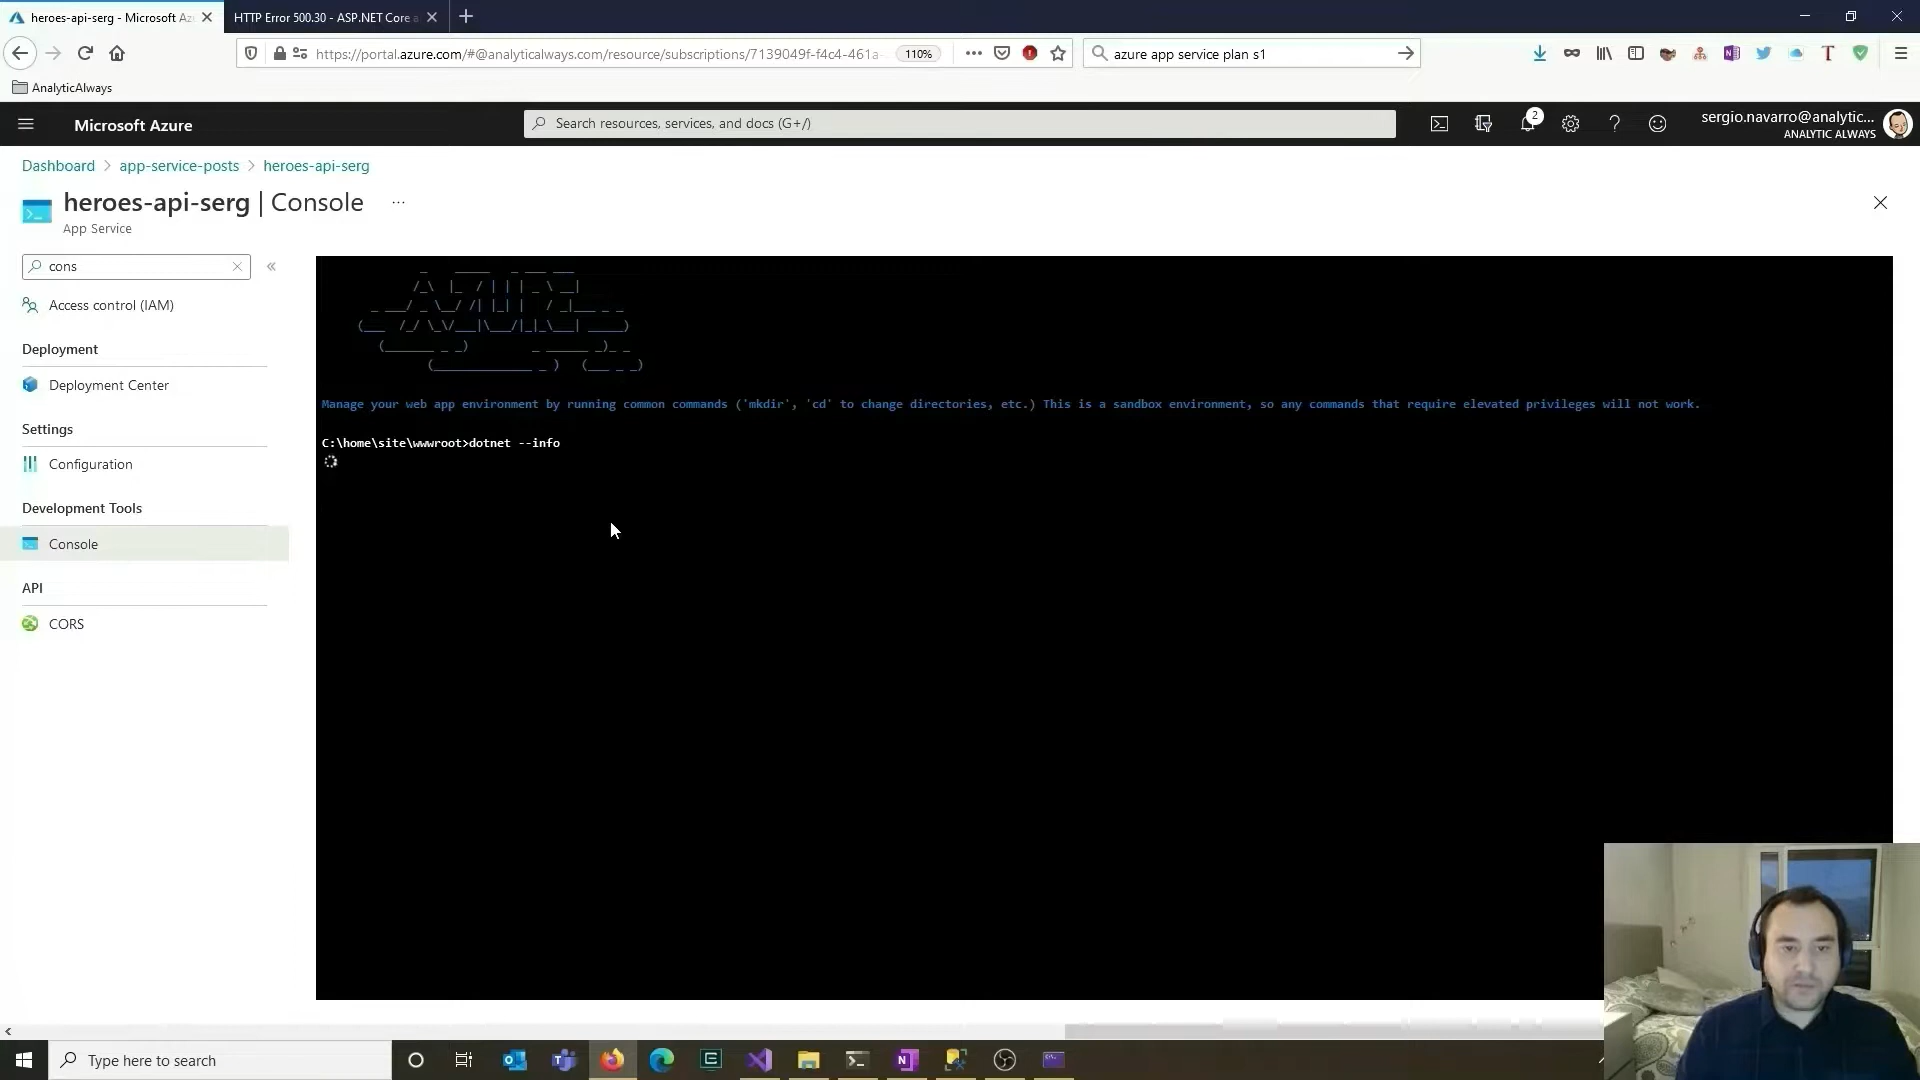 heroes-api-serg - Microsoft Az
HTTP Error 500.30 - ASP.NET Core a
https://portal.azure.com/#@analyticalways.com/resource/subscriptions/7139049f-f4c4-461a-
110%
azure app service plan s1
AnalyticAlways
Microsoft Azure
Search resources, services, and docs (G+/)
2
sergio.navarro@analytic...
ANALYTIC ALWAYS
Dashboard > app-service-posts > heroes-api-serg
heroes-api-serg | Console ...
App Service
cons
Access control (IAM)
Deployment
Deployment Center
Settings
Configuration
Development Tools
Console
API
CORS
Manage your web app environment by running common commands ('mkdir', 'cd' to change directories, etc.) This is a sandbox environment, so any commands that require elevated privileges will not work.
C:\home\site\wwwroot>dotnet --info
Type here to search